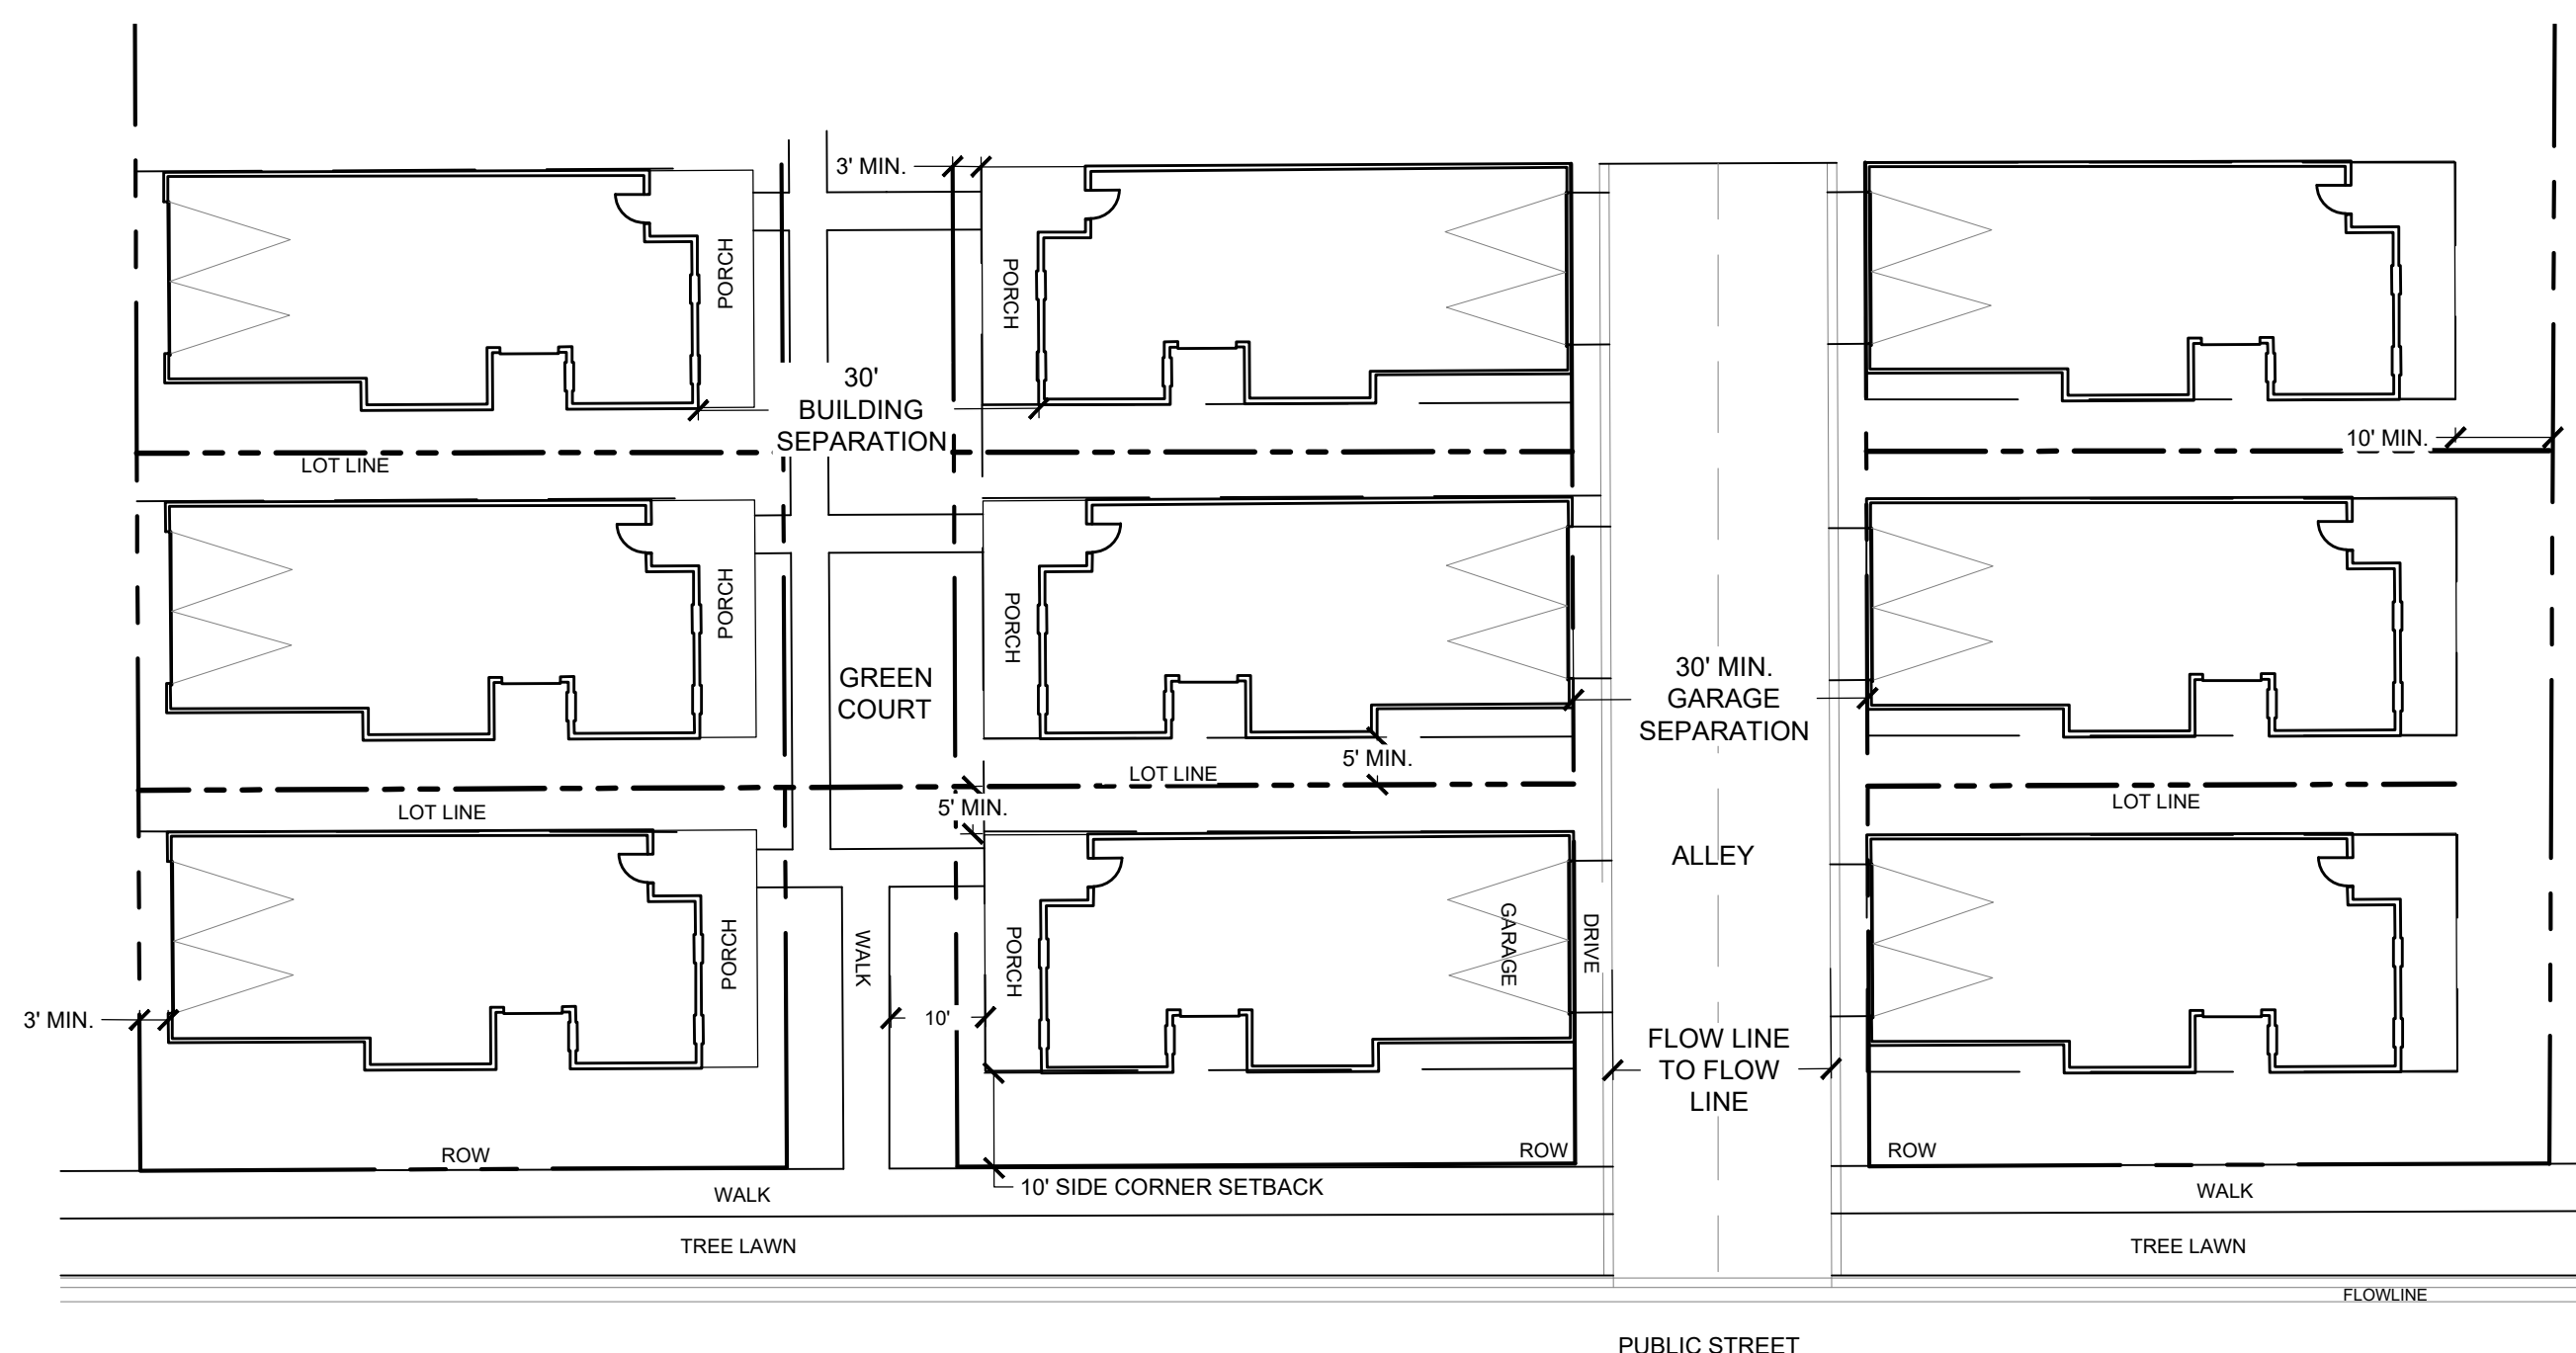 3' MIN.
PORCH
PORCH
30'
BUILDING
SEPARATION
10' MIN.
LOT LINE
PORCH
PORCH
GREEN
COURT
30' MIN.
GARAGE
SEPARATION
5' MIN.
LOT LINE
LOT LINE
5' MIN.
LOT LINE
ALLEY
PORCH
WALK
PORCH
GARAGE
DRIVE
3' MIN.
10'
FLOW LINE
TO FLOW
LINE
ROW
ROW
ROW
10' SIDE CORNER SETBACK
WALK
WALK
TREE LAWN
TREE LAWN
FLOWLINE
PUBLIC STREET